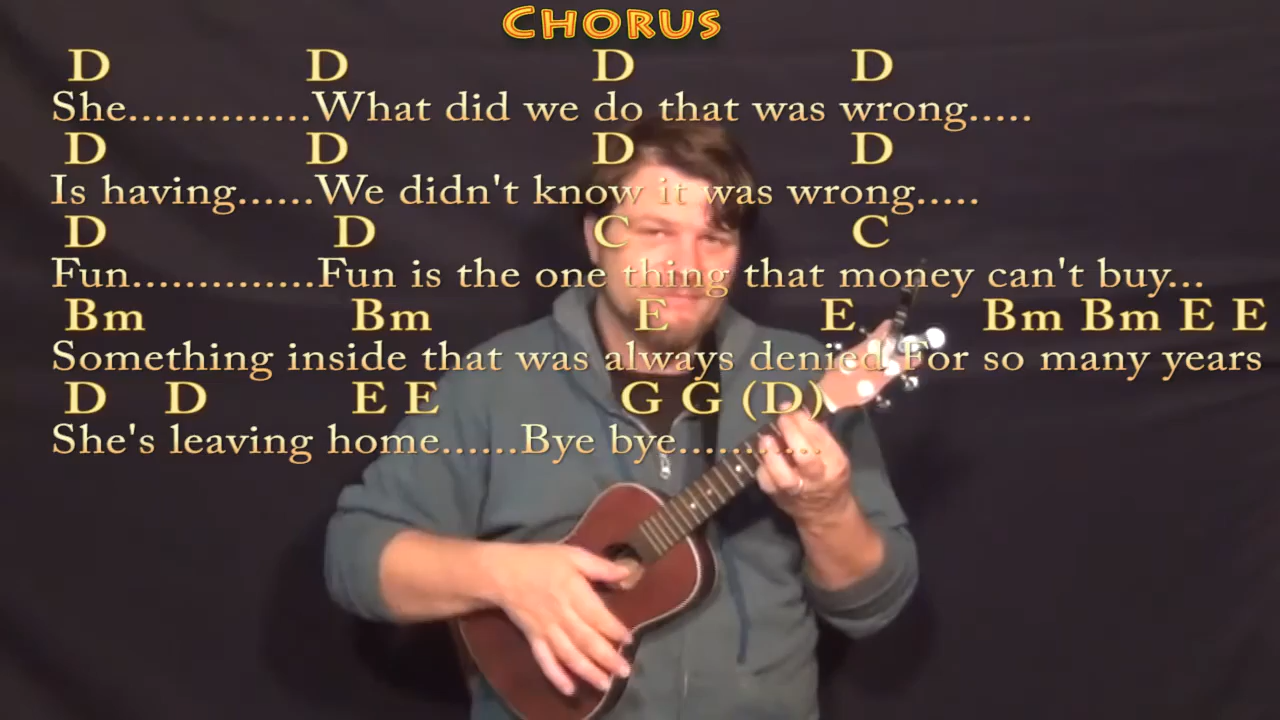 CHORUS
D D D D
She..............What did we do that was wrong.....
D D D D
Is having......We didn't know it was wrong.....
D D C C
Fun..............Fun is the one thing that money can't buy...
Bm Bm E E Bm Bm E E
Something inside that was always denied For so many years
D D E E G G (D)
She's leaving home......Bye bye...........